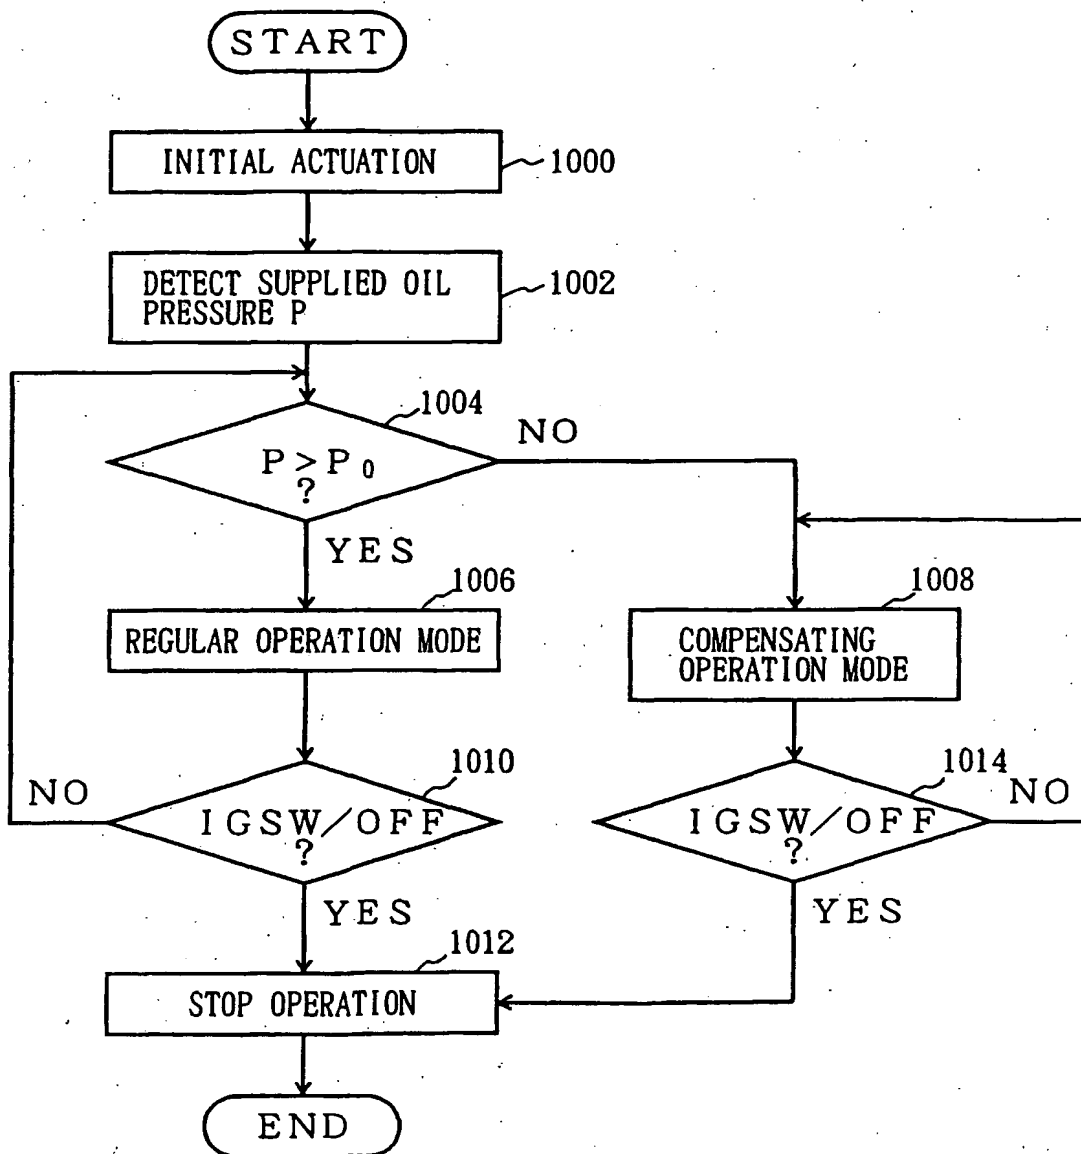 START
INITIAL ACTUATION
1000
DETECT SUPPLIED OIL
PRESSURE P
1002
1004
P>P0
?
NO
YES
1006
REGULAR OPERATION MODE
1008
COMPENSATING
OPERATION MODE
1010
IGSW/OFF
?
NO
YES
1014
IGSW/OFF
?
NO
YES
1012
STOP OPERATION
END